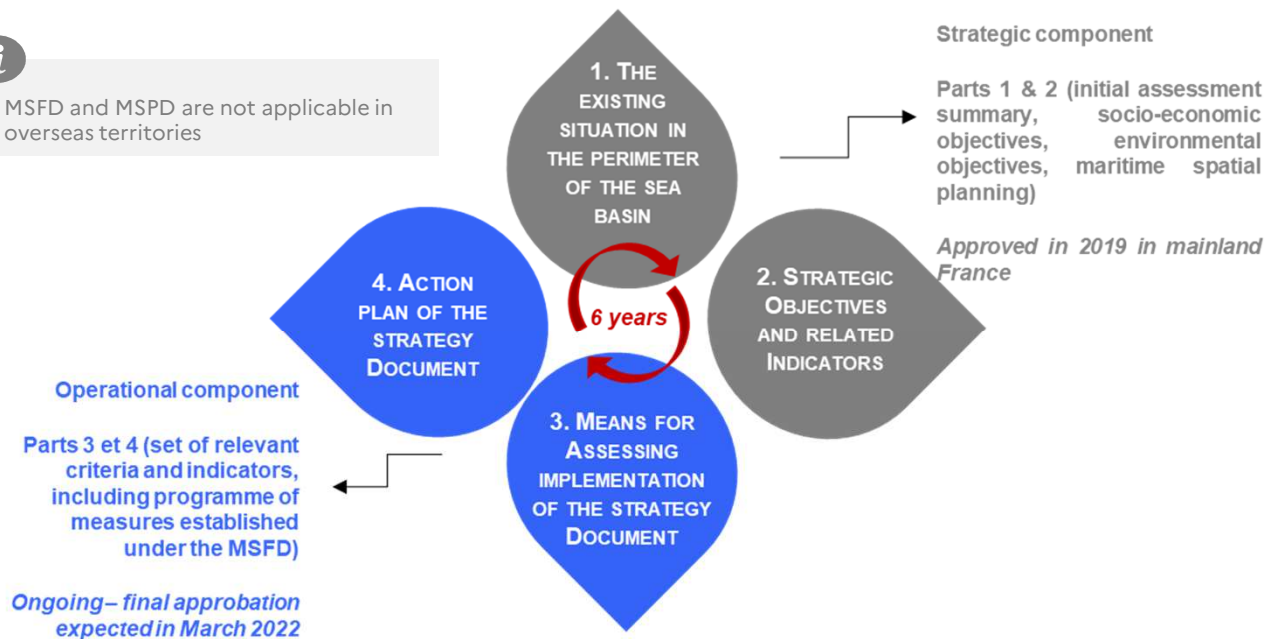 i
MSFD and MSPD are not applicable in
overseas territories
1. THE
EXISTING
SITUATION IN
THE PERIMETER
OF THE SEA
BASIN
Strategic component
Parts 1 & 2 (initial assessment
summary, socio-economic
objectives, environmental
objectives, maritime spatial
planning)
Approved in 2019 in mainland
France
2. STRATEGIC
OBJECTIVES
AND RELATED
INDICATORS
6 years
3. MEANS FOR
ASSESSING
IMPLEMENTATION
OF THE STRATEGY
DOCUMENT
4. ACTION
PLAN OF THE
STRATEGY
DOCUMENT
Operational component
Parts 3 et 4 (set of relevant
criteria and indicators,
including programme of
measures established
under the MSFD)
Ongoing– final approbation
expected in March 2022